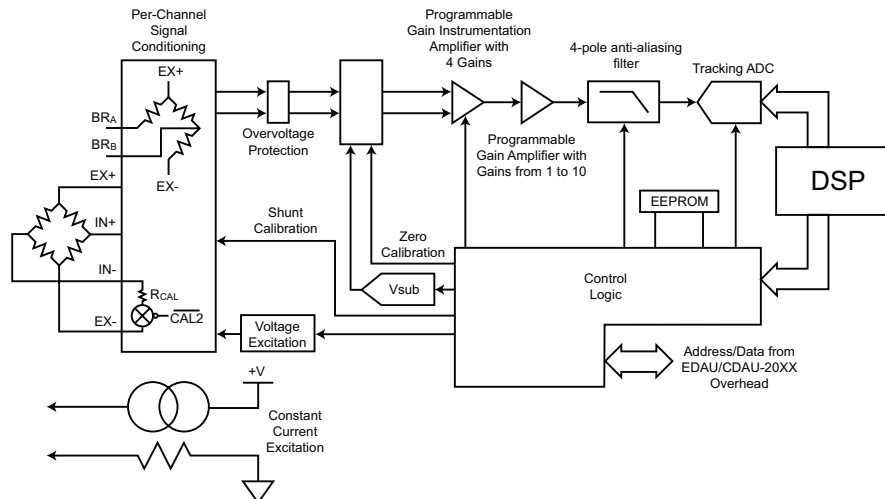 Per-Channel
Signal
Conditioning
Programmable
Gain Instrumentation
Amplifier with
4 Gains
4-pole anti-aliasing
filter
Tracking ADC
EX+
BRA
BRB
EX-
Overvoltage
Protection
Programmable
Gain Amplifier with
Gains from 1 to 10
DSP
EX+
IN+
IN-
RCAL
CAL2
EX-
Shunt
Calibration
Zero
Calibration
EEPROM
Vsub
Control
Logic
Voltage
Excitation
Address/Data from
EDAU/CDAU-20XX
Overhead
+V
Constant
Current
Excitation